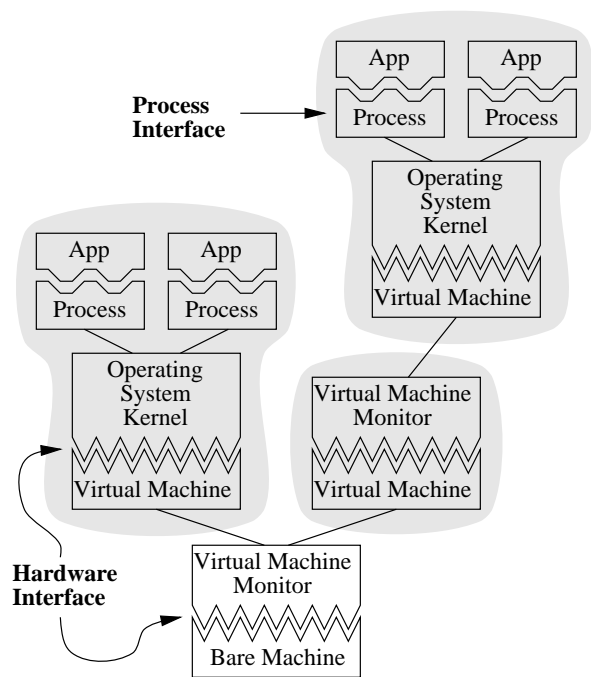 App App
Process Process
Process
Interface
Operating
System
Kernel
Virtual Machine
App App
Process Process
Operating
System
Kernel
Virtual Machine
Virtual Machine
Monitor
Virtual Machine
Hardware
Interface
Virtual Machine
Monitor
Bare Machine